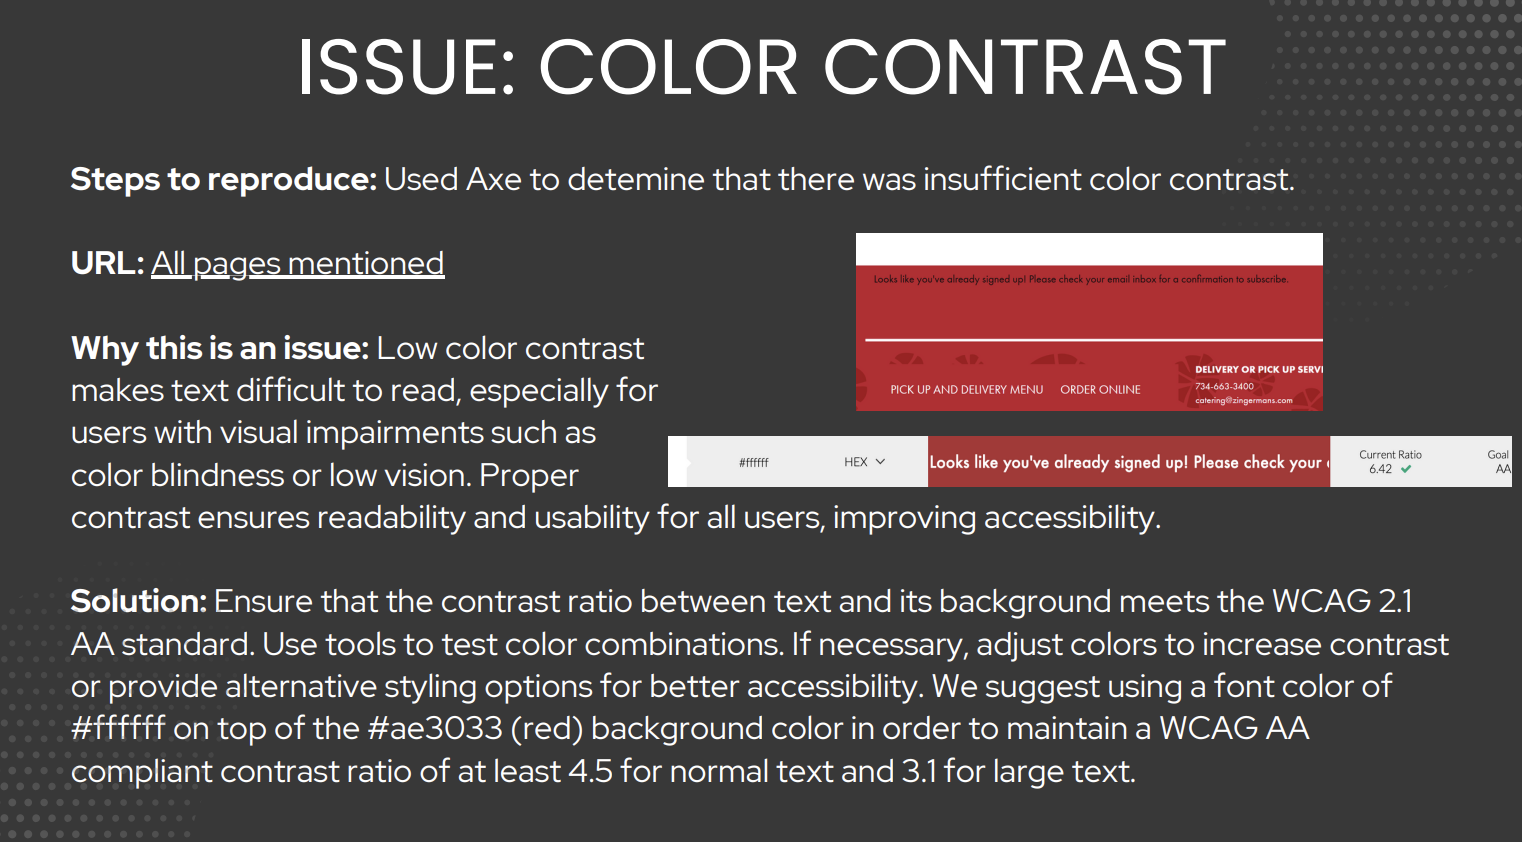 ISSUE: COLOR CONTRAST
Steps to reproduce: Used Axe to detemine that there was insufficient color contrast.
URL: All pages mentioned
Looks like you've already signed up! Please check your email inbox for a confirmation to subscribe.
PICK UP AND DELIVERY MENU ORDER ONLINE
DELIVERY OR PICK UP SERVI
734-663-3400
catering@zingermans.com
Why this is an issue: Low color contrast
makes text difficult to read, especially for
users with visual impairments such as
color blindness or low vision. Proper
contrast ensures readability and usability for all users, improving accessibility.
#ffffff HEX Looks like you've already signed up! Please check your
Current Ratio
6.42
Goal
AA
Solution: Ensure that the contrast ratio between text and its background meets the WCAG 2.1
AA standard. Use tools to test color combinations. If necessary, adjust colors to increase contrast
or provide alternative styling options for better accessibility. We suggest using a font color of
#ffffff on top of the #ae3033 (red) background color in order to maintain a WCAG AA
compliant contrast ratio of at least 4.5 for normal text and 3.1 for large text.